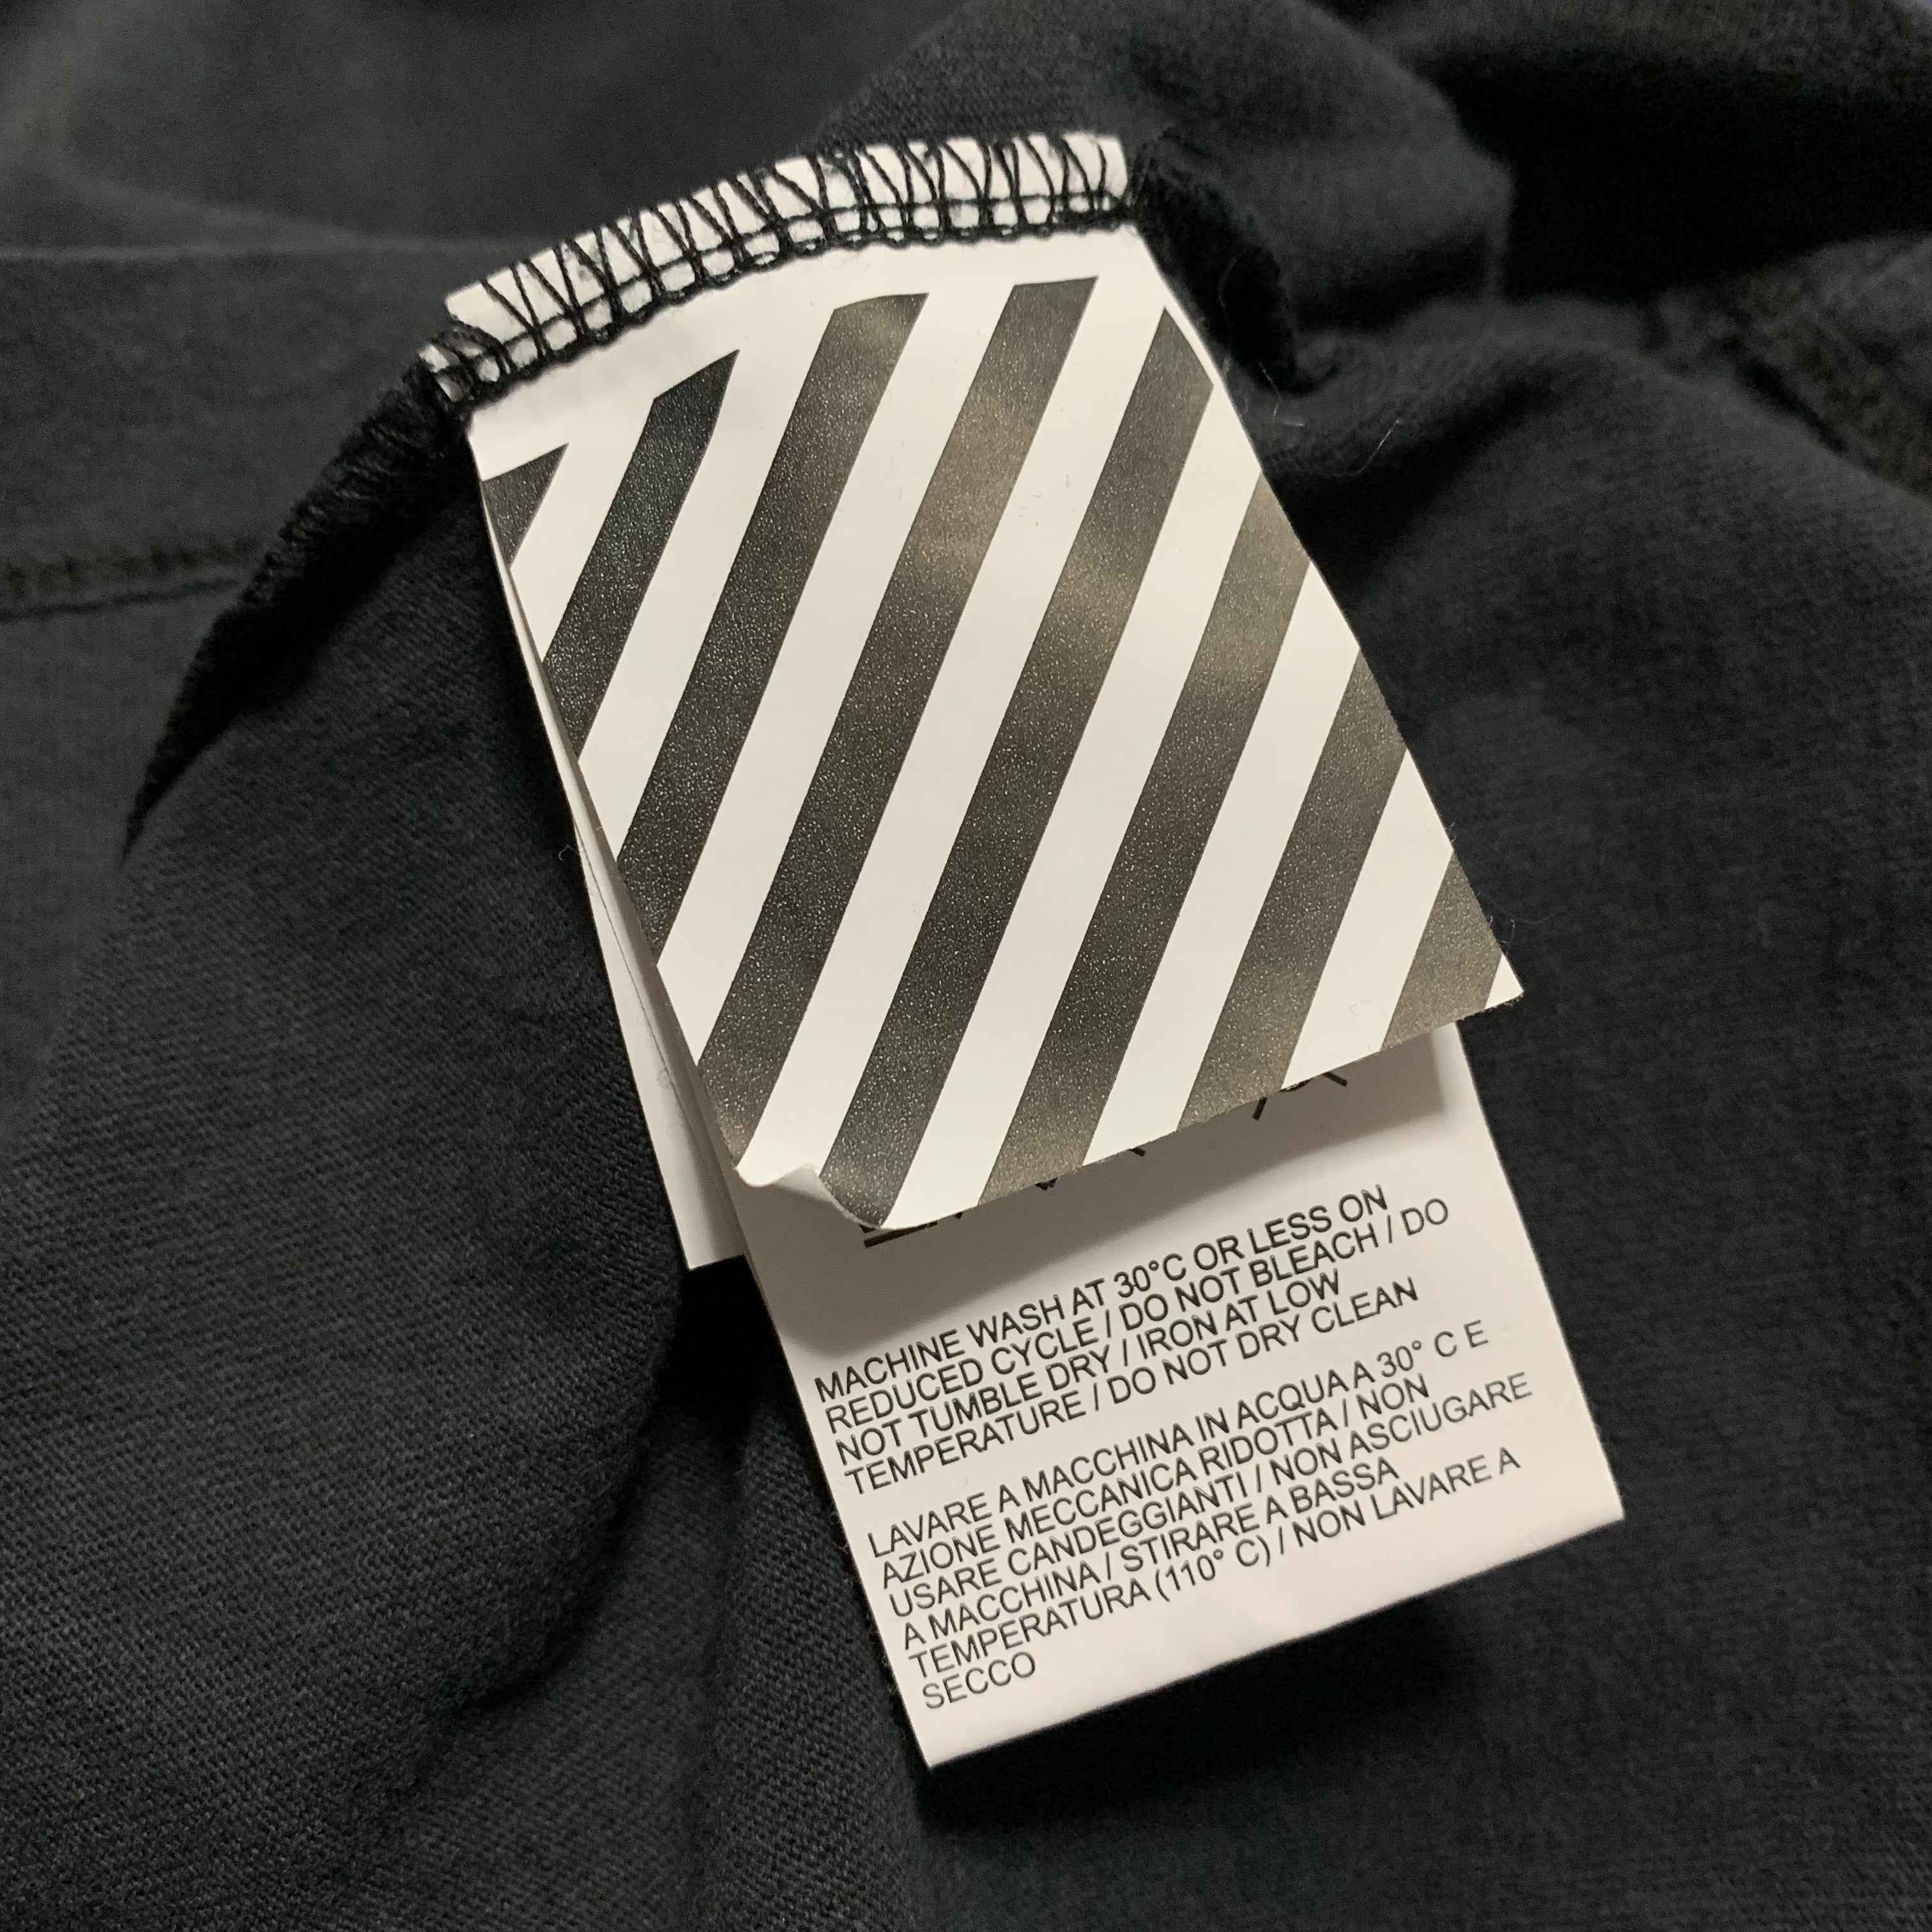 MACHINE WASH AT 30°C OR LESS ON
REDUCED CYCLE / DO NOT BLEACH / DO
NOT TUMBLE DRY / IRON AT LOW
TEMPERATURE / DO NOT DRY CLEAN
LAVARE A MACCHINA IN ACQUA A 30° C E
AZIONE MECCANICA RIDOTTA / NON
USARE CANDEGGIANTI / NON ASCIUGARE
A MACCHINA / STIRARE A BASSA
TEMPERATURA (110° C) / NON LAVARE A
SECCO